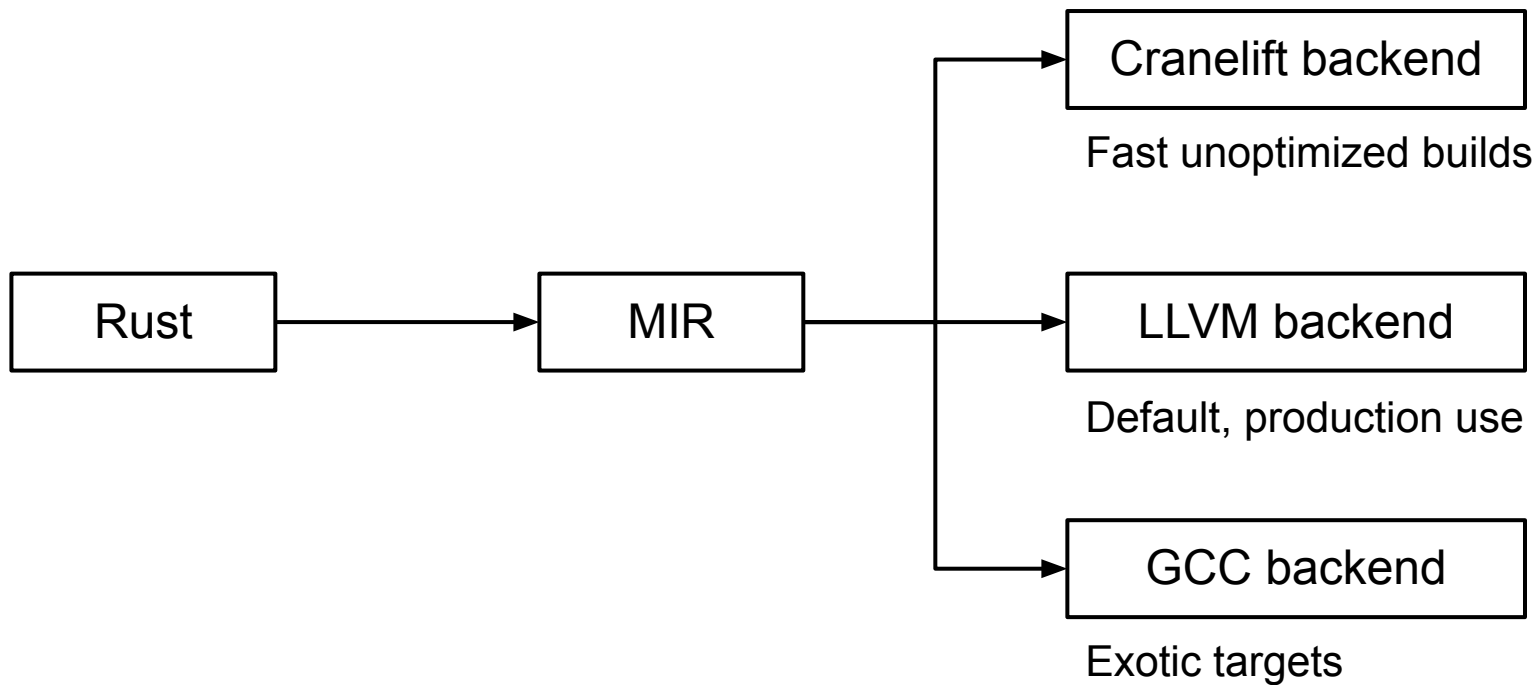 Cranelift backend
Fast unoptimized builds
Rust
MIR
LLVM backend
Default, production use
GCC backend
Exotic targets